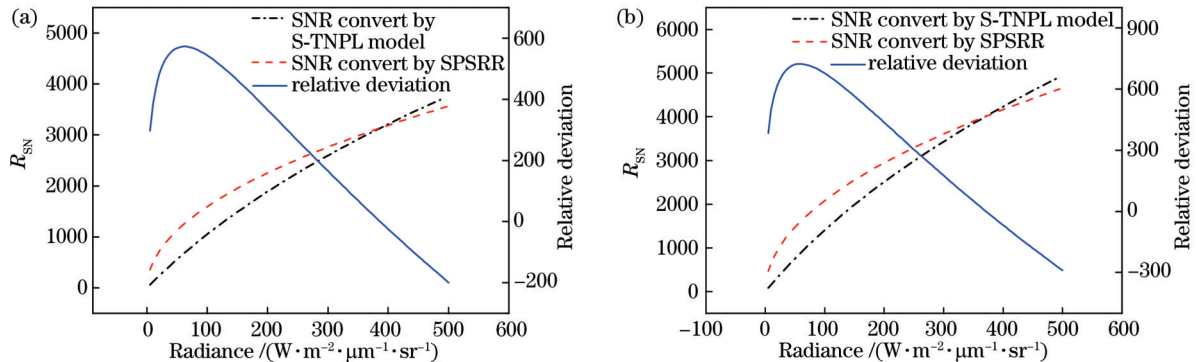 (a)
5000
4000
3000
2000
1000
0
R_SN
SNR convert by
S-TNPL model
SNR convert by SPSRR
relative deviation
600
400
200
0
−200
Relative deviation
0 100 200 300 400 500 600
Radiance /(W·m⁻²·μm⁻¹·sr⁻¹)
(b)
6000
5000
4000
3000
2000
1000
0
R_SN
SNR convert by S-TNPL model
SNR convert by SPSRR
relative deviation
900
600
300
0
−300
Relative deviation
−100 0 100 200 300 400 500 600
Radiance /(W·m⁻²·μm⁻¹·sr⁻¹)